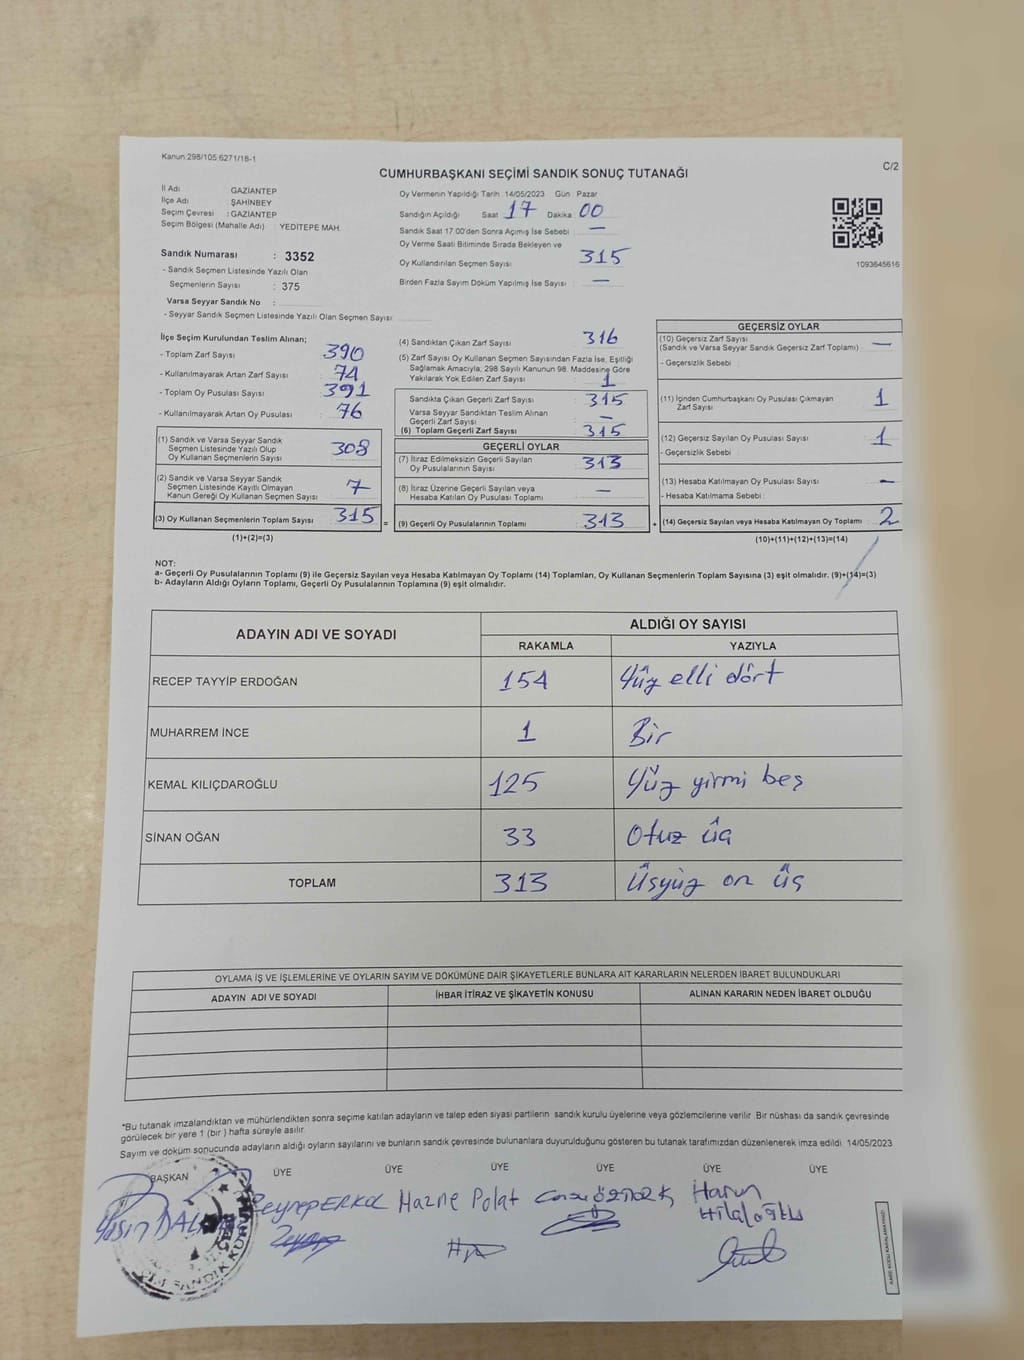 Kanun:298/105.6271/18-1
C/2
CUMHURBAŞKANI SEÇİMİ SANDIK SONUÇ TUTANAĞI
İl Adı GAZİANTEP
İlçe Adı : ŞAHİNBEY
Seçim Çevresi : GAZİANTEP
Seçim Bölgesi (Mahalle Adı) : YEDİTEPE MAH.
Sandık Numarası : 3352
- Sandık Seçmen Listesinde Yazılı Olan
Seçmenlerin Sayısı : 375
Varsa Seyyar Sandık No :
- Seyyar Sandık Seçmen Listesinde Yazılı Olan Seçmen Sayısı:
Oy Vermenin Yapıldığı Tarih : 14/05/2023 Gün : Pazar
Sandığın Açıldığı Saat 17 Dakika 00
Sandık Saat 17:00'den Sonra Açımış İse Sebebi : —
Oy Verme Saati Bitiminde Sırada Bekleyen ve
Oy Kullandırılan Seçmen Sayısı 315
Birden Fazla Sayım Döküm Yapılmış İse Sayısı : —
1093645616
İlçe Seçim Kurulundan Teslim Alınan;
- Toplam Zarf Sayısı : 390
- Kullanılmayarak Artan Zarf Sayısı : 74
- Toplam Oy Pusulası Sayısı : 391
- Kullanılmayarak Artan Oy Pusulası : 76
(1) Sandık ve Varsa Seyyar Sandık
Seçmen Listesinde Yazılı Olup
Oy Kullanan Seçmenlerin Sayısı 308
(2) Sandık ve Varsa Seyyar Sandık
Seçmen Listesinde Kayıtlı Olmayan
Kanun Gereği Oy Kullanan Seçmen Sayısı : 7
(3) Oy Kullanan Seçmenlerin Toplam Sayısı : 315 =
(1)+(2)=(3)
(4) Sandıktan Çıkan Zarf Sayısı : 316
(5) Zarf Sayısı Oy Kullanan Seçmen Sayısından Fazla İse, Eşitliği
Sağlamak Amacıyla, 298 Sayılı Kanunun 98. Maddesine Göre
Yakılarak Yok Edilen Zarf Sayısı : 1
Sandıkta Çıkan Geçerli Zarf Sayısı : 315
Varsa Seyyar Sandıktan Teslim Alınan
Geçerli Zarf Sayısı : —
(6) Toplam Geçerli Zarf Sayısı : 315
GEÇERLİ OYLAR
(7) İtiraz Edilmeksizin Geçerli Sayılan
Oy Pusulalarının Sayısı : 313
(8) İtiraz Üzerine Geçerli Sayılan veya
Hesaba Katılan Oy Pusulası Toplamı : —
(9) Geçerli Oy Pusulalarının Toplamı : 313 +
GEÇERSİZ OYLAR
(10) Geçersiz Zarf Sayısı
(Sandık ve Varsa Seyyar Sandık Geçersiz Zarf Toplamı) : —
- Geçersizlik Sebebi :
(11) İçinden Cumhurbaşkanı Oy Pusulası Çıkmayan
Zarf Sayısı : 1
(12) Geçersiz Sayılan Oy Pusulası Sayısı : 1
- Geçersizlik Sebebi :
(13) Hesaba Katılmayan Oy Pusulası Sayısı : —
- Hesaba Katılmama Sebebi :
(14) Geçersiz Sayılan veya Hesaba Katılmayan Oy Toplamı : 2
(10)+(11)+(12)+(13)=(14)
NOT:
a- Geçerli Oy Pusulalarının Toplamı (9) ile Geçersiz Sayılan veya Hesaba Katılmayan Oy Toplamı (14) Toplamları, Oy Kullanan Seçmenlerin Toplam Sayısına (3) eşit olmalıdır. (9)+(14)=(3)
b- Adayların Aldığı Oyların Toplamı, Geçerli Oy Pusulalarının Toplamına (9) eşit olmalıdır.
ADAYIN ADI VE SOYADI ALDIĞI OY SAYISI
RAKAMLA YAZIYLA
RECEP TAYYİP ERDOĞAN 154 Yüz elli dört
MUHARREM İNCE 1 Bir
KEMAL KILIÇDAROĞLU 125 Yüz yirmi beş
SİNAN OĞAN 33 Otuz üç
TOPLAM 313 Üsyüz on üç
OYLAMA İŞ VE İŞLEMLERİNE VE OYLARIN SAYIM VE DÖKÜMÜNE DAİR ŞİKAYETLERLE BUNLARA AİT KARARLARIN NELERDEN İBARET BULUNDUKLARI
ADAYIN ADI VE SOYADI İHBAR İTİRAZ VE ŞİKAYETİN KONUSU ALINAN KARARIN NEDEN İBARET OLDUĞU
*Bu tutanak imzalandıktan ve mühürlendikten sonra seçime katılan adayların ve talep eden siyasi partilerin sandık kurulu üyelerine veya gözlemcilerine verilir. Bir nüshası da sandık çevresinde
görülecek bir yere 1 (bir) hafta süreyle asılır.
Sayım ve döküm sonucunda adayların aldığı oyların sayılarını ve bunların sandık çevresinde bulunanlara duyurulduğunu gösteren bu tutanak tarafımızdan düzenlenerek imza edildi. 14/05/2023
BAŞKAN ÜYE ÜYE ÜYE ÜYE ÜYE ÜYE
Yasin Zeynep ERKOL Hazne Polat ÖZTÜRK Harun
Hilaloğlu
SANDIK KURULU